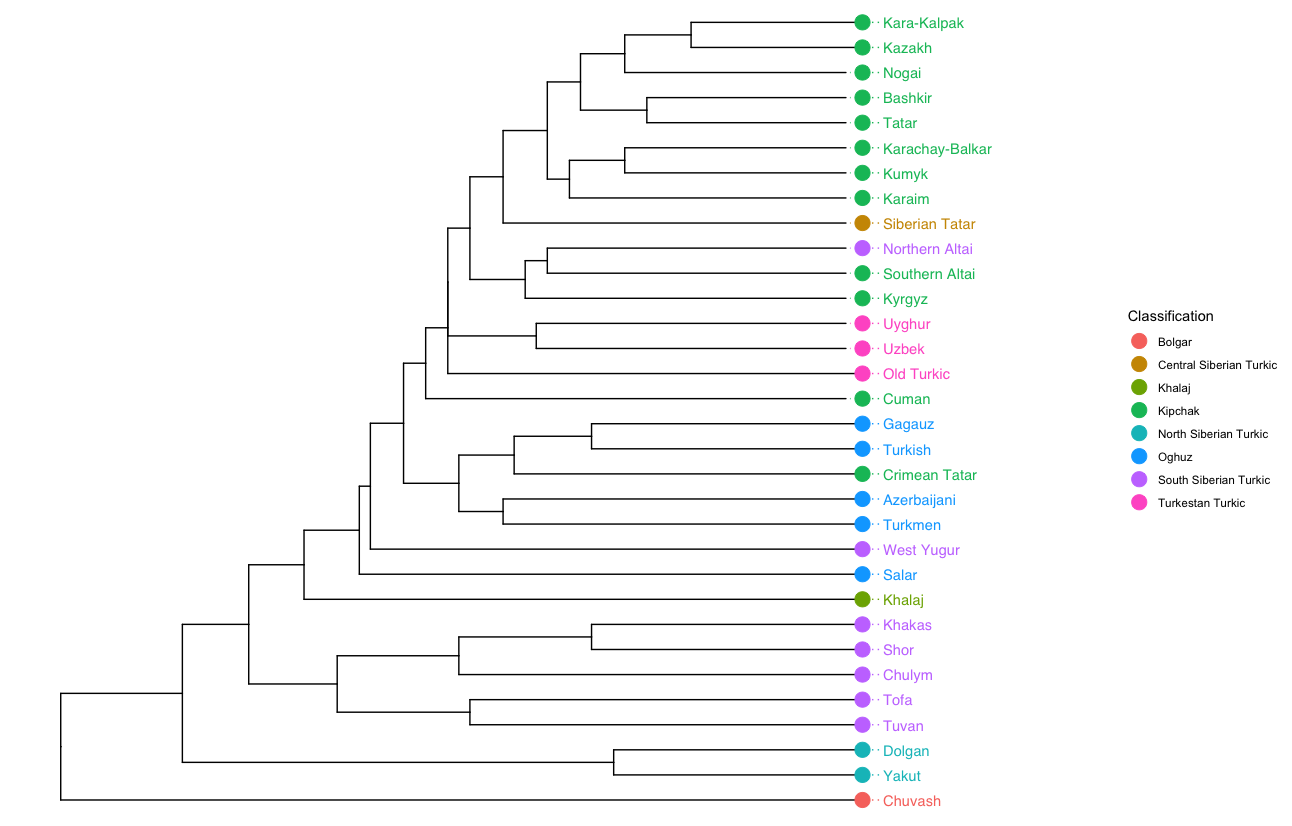 Kara-Kalpak
Kazakh
Nogai
Bashkir
Tatar
Karachay-Balkar
Kumyk
Karaim
Siberian Tatar
Northern Altai
Southern Altai
Kyrgyz
Uyghur
Uzbek
Old Turkic
Cuman
Gagauz
Turkish
Crimean Tatar
Azerbaijani
Turkmen
West Yugur
Salar
Khalaj
Khakas
Shor
Chulym
Tofa
Tuvan
Dolgan
Yakut
Chuvash
Classification
Bolgar
Central Siberian Turkic
Khalaj
Kipchak
North Siberian Turkic
Oghuz
South Siberian Turkic
Turkestan Turkic